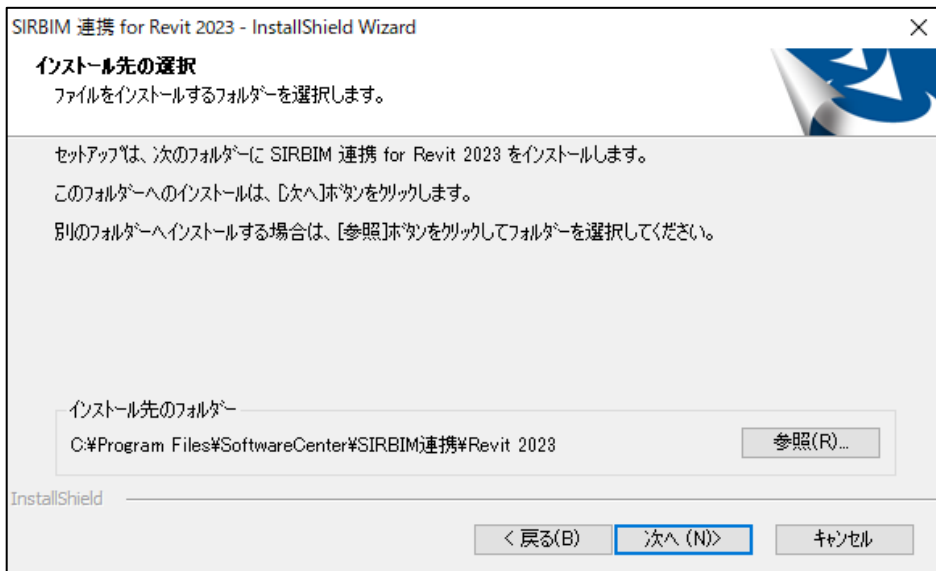 SIRBIM 連携 for Revit 2023 - InstallShield Wizard
インストール先の選択
ファイルをインストールするフォルダーを選択します。
セットアップは、次のフォルダーに SIRBIM 連携 for Revit 2023 をインストールします。
このフォルダーへのインストールは、[次へ]ボタンをクリックします。
別のフォルダーへインストールする場合は、[参照]ボタンをクリックしてフォルダーを選択してください。
インストール先のフォルダー
C:¥Program Files¥SoftwareCenter¥SIRBIM連携¥Revit 2023
参照(R)...
InstallShield
< 戻る(B)
次へ (N)>
キャンセル